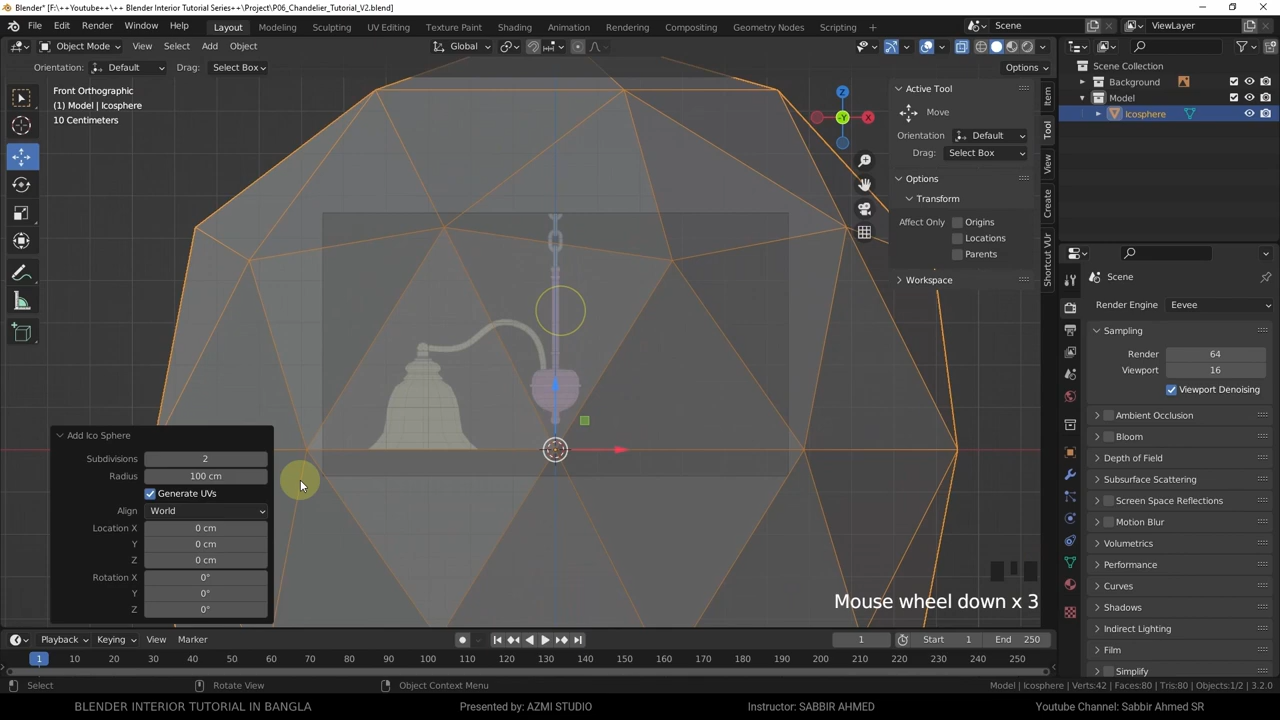 Blender* [F:\++Youtube++\++ Blender Interior Tutorial Series++\Project\P06_Chandelier_Tutorial_V2.blend]
File Edit Render Window Help Layout Modeling Sculpting UV Editing Texture Paint Shading Animation Rendering Compositing Geometry Nodes Scripting Scene ViewLayer
Object Mode View Select Add Object Global
Orientation: Default Drag: Select Box Options
Front Orthographic
(1) Model | Icosphere
10 Centimeters
Z
X
-Y
Active Tool
Move
Orientation Default
Drag: Select Box
Options
Transform
Affect Only Origins
Locations
Parents
Workspace
Item
Tool
View
Create
Shortcut VUr
Scene Collection
Background
Model
Icosphere
Scene
Render Engine Eevee
Sampling
Render 64
Viewport 16
Viewport Denoising
Ambient Occlusion
Bloom
Depth of Field
Subsurface Scattering
Screen Space Reflections
Motion Blur
Volumetrics
Performance
Curves
Shadows
Indirect Lighting
Film
Simplify
Add Ico Sphere
Subdivisions 2
Radius 100 cm
Generate UVs
Align World
Location X 0 cm
Y 0 cm
Z 0 cm
Rotation X 0°
Y 0°
Z 0°
Mouse wheel down x 3
Playback Keying View Marker 1 Start 1 End 250
1 10 20 30 40 50 60 70 80 90 100 110 120 130 140 150 160 170 180 190 200 210 220 230 240 250
Select Rotate View Object Context Menu Model | Icosphere | Verts:42 | Faces:80 | Tris:80 | Objects:1/2 | 3.2.0
BLENDER INTERIOR TUTORIAL IN BANGLA Presented by: AZMI STUDIO Instructor: SABBIR AHMED Youtube Channel: Sabbir Ahmed SR